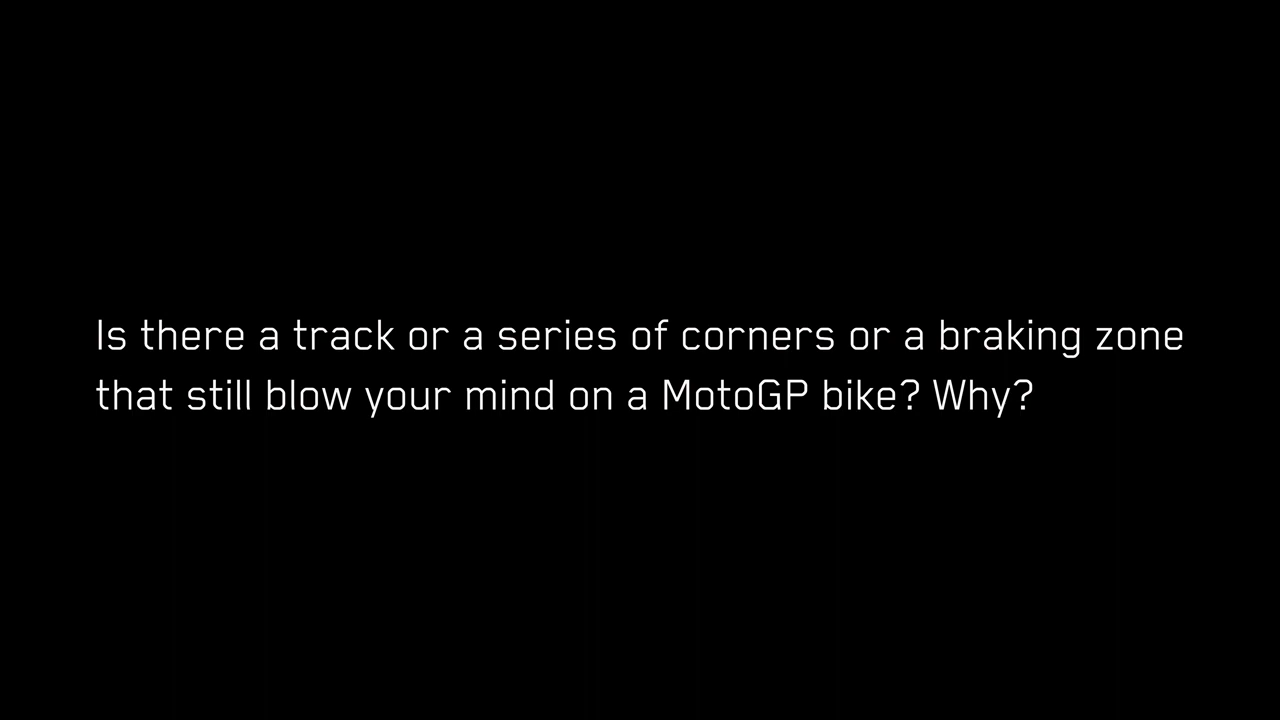 Is there a track or a series of corners or a braking zone
that still blow your mind on a MotoGP bike? Why?